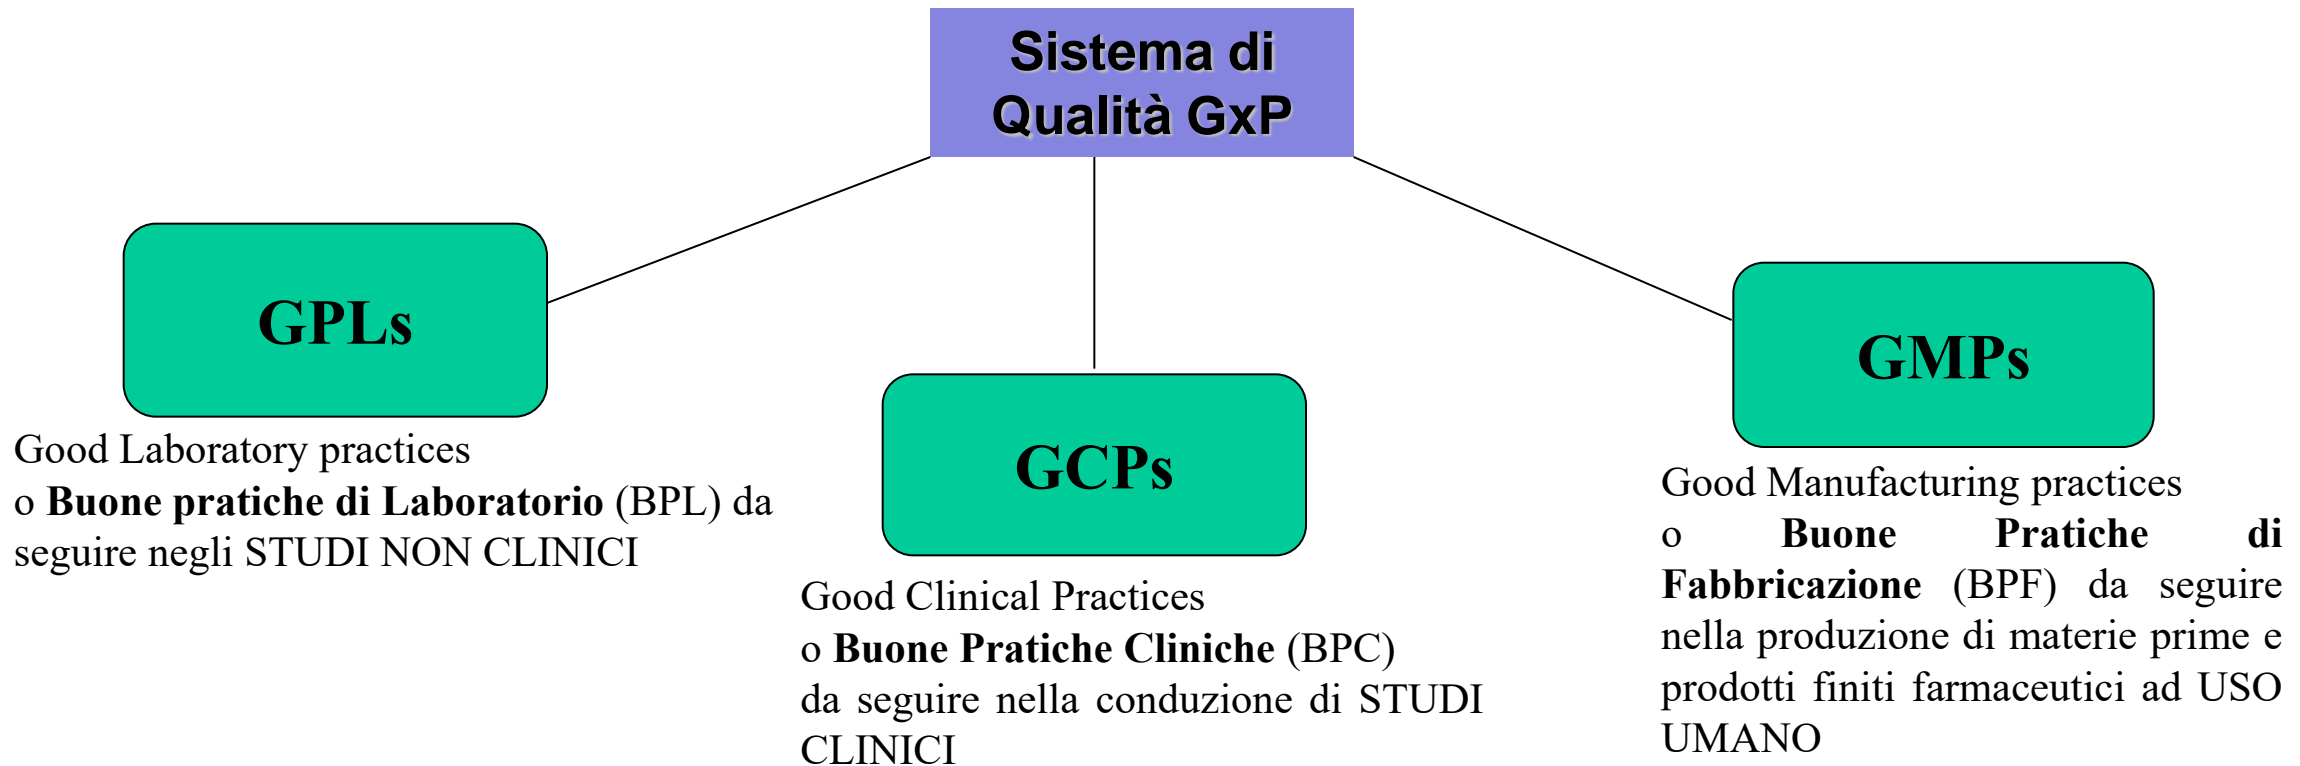 Sistema di
Qualità GxP
GPLs
Good Laboratory practices
o Buone pratiche di Laboratorio (BPL) da
seguire negli STUDI NON CLINICI
GCPs
Good Clinical Practices
o Buone Pratiche Cliniche (BPC)
da seguire nella conduzione di STUDI
CLINICI
GMPs
Good Manufacturing practices
o Buone Pratiche di
Fabbricazione (BPF) da seguire
nella produzione di materie prime e
prodotti finiti farmaceutici ad USO
UMANO